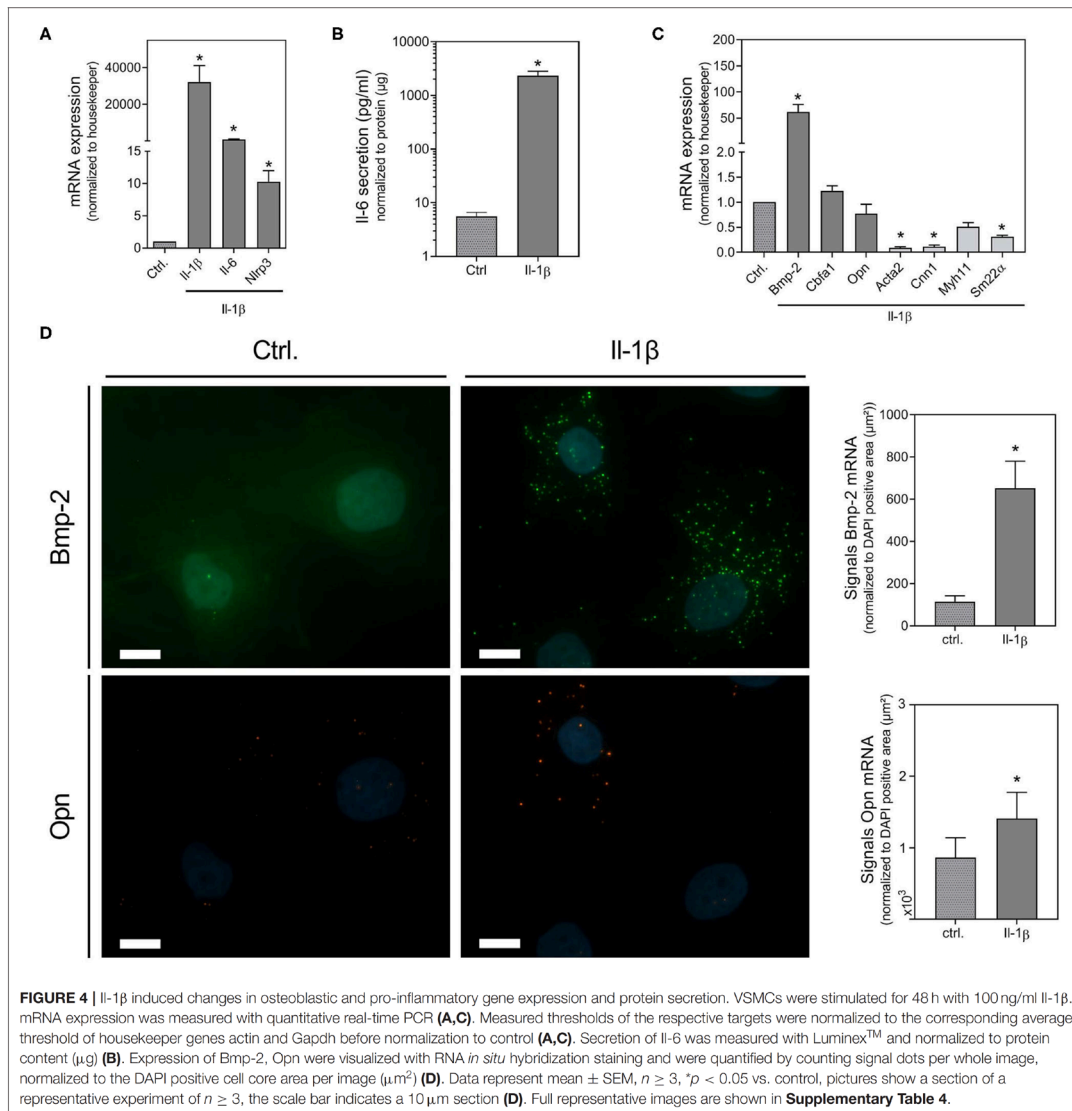 A
mRNA expression
(normalized to housekeeper)
40000
20000
15
10
5
0
*
*
*
Ctrl.
Il-1β
Il-6
Nlrp3
Il-1β
B
Il-6 secretion (pg/ml)
normalized to protein (µg)
10000
1000
100
10
1
*
Ctrl
Il-1β
C
mRNA expression
(normalized to housekeeper)
200
150
100
50
2.0
1.5
1.0
0.5
0.0
*
*
*
*
Ctrl.
Bmp-2
Cbfa1
Opn
Acta2
Cnn1
Myh11
Sm22α
Il-1β
D
Ctrl.
Il-1β
Bmp-2
Signals Bmp-2 mRNA
(normalized to DAPI positive area (µm²))
1000
800
600
400
200
0
*
ctrl.
Il-1β
Opn
Signals Opn mRNA
(normalized to DAPI positive area (µm²)
x10³
3
2
1
0
*
ctrl.
Il-1β
FIGURE 4 | Il-1β induced changes in osteoblastic and pro-inflammatory gene expression and protein secretion. VSMCs were stimulated for 48 h with 100 ng/ml Il-1β.
mRNA expression was measured with quantitative real-time PCR (A,C). Measured thresholds of the respective targets were normalized to the corresponding average
threshold of housekeeper genes actin and Gapdh before normalization to control (A,C). Secretion of Il-6 was measured with Luminex™ and normalized to protein
content (µg) (B). Expression of Bmp-2, Opn were visualized with RNA in situ hybridization staining and were quantified by counting signal dots per whole image,
normalized to the DAPI positive cell core area per image (µm²) (D). Data represent mean ± SEM, n ≥ 3, *p < 0.05 vs. control, pictures show a section of a
representative experiment of n ≥ 3, the scale bar indicates a 10 µm section (D). Full representative images are shown in Supplementary Table 4.